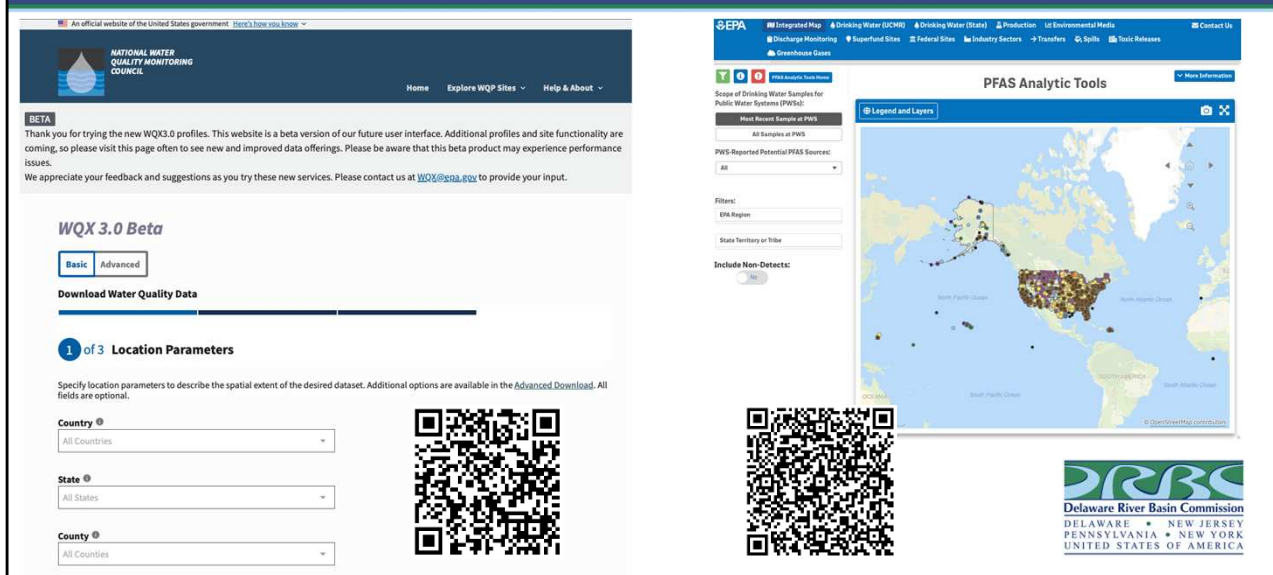 An official website of the United States government Here's how you know
NATIONAL WATER
QUALITY MONITORING
COUNCIL
Home Explore WQP Sites Help & About
BETA
Thank you for trying the new WQX3.0 profiles. This website is a beta version of our future user interface. Additional profiles and site functionality are
coming, so please visit this page often to see new and improved data offerings. Please be aware that this beta product may experience performance
issues.
We appreciate your feedback and suggestions as you try these new services. Please contact us at WQX@epa.gov to provide your input.
WQX 3.0 Beta
Basic Advanced
Download Water Quality Data
1 of 3 Location Parameters
Specify location parameters to describe the spatial extent of the desired dataset. Additional options are available in the Advanced Download. All
fields are optional.
Country
All Countries
State
All States
County
All Counties
EPA Integrated Map Drinking Water (UCMR) Drinking Water (State) Production Environmental Media Contact Us
Discharge Monitoring Superfund Sites Federal Sites Industry Sectors Transfers Spills Toxic Releases
Greenhouse Gases
PFAS Analytic Tools Home
PFAS Analytic Tools
More Information
Scope of Drinking Water Samples for
Public Water Systems (PWSs):
Most Recent Sample at PWS
All Samples at PWS
PWS-Reported Potential PFAS Sources:
All
Filters:
EPA Region
State Territory or Tribe
Include Non-Detects:
No
Legend and Layers
North Pacific Ocean
North Atlantic Ocean
SOUTH AMERICA
OCEANIA
South Pacific Ocean
South Atlantic Ocean
© OpenStreetMap contributors
DRBC
Delaware River Basin Commission
DELAWARE • NEW JERSEY
PENNSYLVANIA • NEW YORK
UNITED STATES OF AMERICA